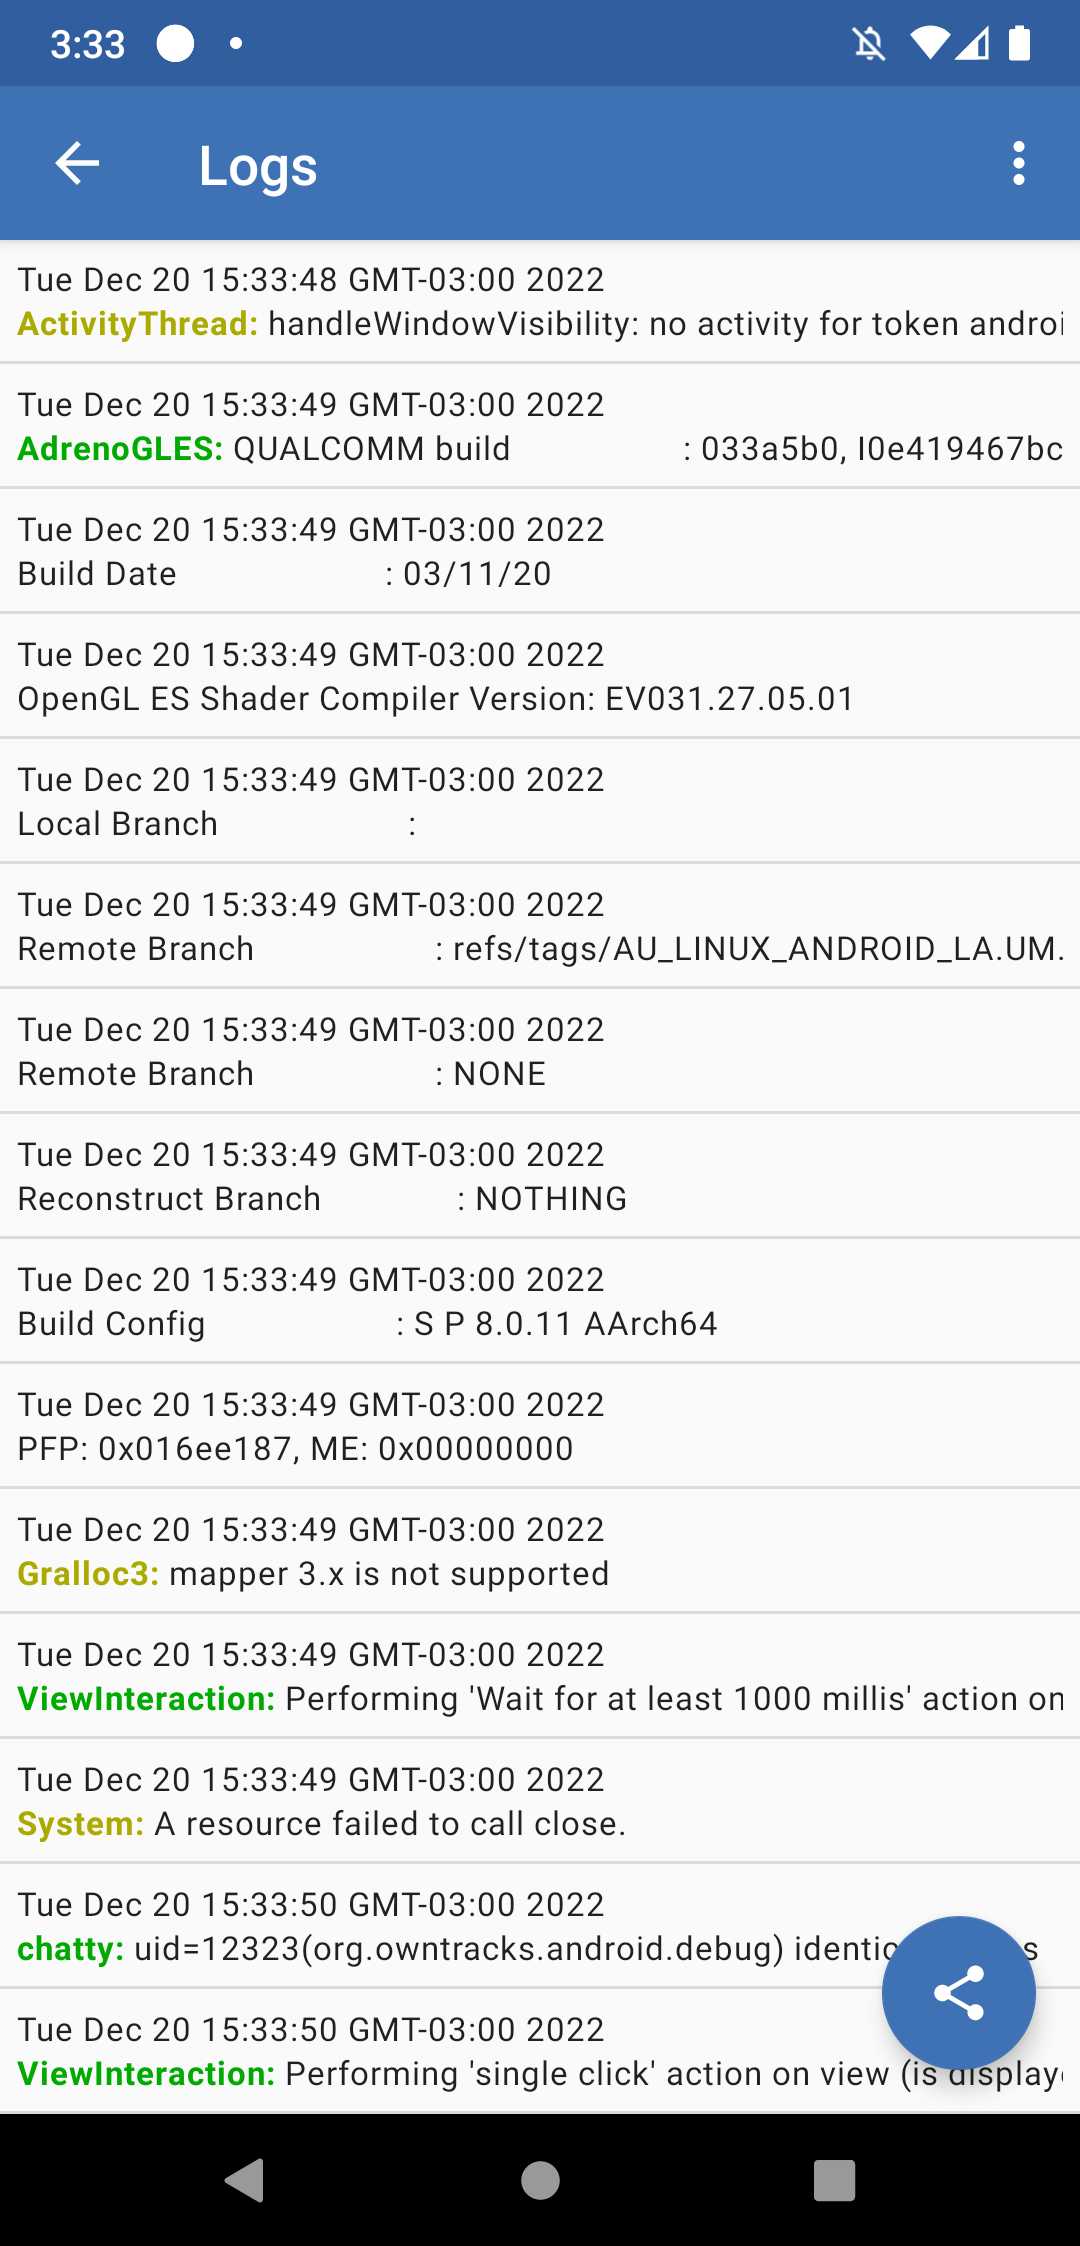 3:33
Logs
Tue Dec 20 15:33:48 GMT-03:00 2022
ActivityThread: handleWindowVisibility: no activity for token androi
Tue Dec 20 15:33:49 GMT-03:00 2022
AdrenoGLES: QUALCOMM build : 033a5b0, I0e419467bc
Tue Dec 20 15:33:49 GMT-03:00 2022
Build Date : 03/11/20
Tue Dec 20 15:33:49 GMT-03:00 2022
OpenGL ES Shader Compiler Version: EV031.27.05.01
Tue Dec 20 15:33:49 GMT-03:00 2022
Local Branch :
Tue Dec 20 15:33:49 GMT-03:00 2022
Remote Branch : refs/tags/AU_LINUX_ANDROID_LA.UM.
Tue Dec 20 15:33:49 GMT-03:00 2022
Remote Branch : NONE
Tue Dec 20 15:33:49 GMT-03:00 2022
Reconstruct Branch : NOTHING
Tue Dec 20 15:33:49 GMT-03:00 2022
Build Config : S P 8.0.11 AArch64
Tue Dec 20 15:33:49 GMT-03:00 2022
PFP: 0x016ee187, ME: 0x00000000
Tue Dec 20 15:33:49 GMT-03:00 2022
Gralloc3: mapper 3.x is not supported
Tue Dec 20 15:33:49 GMT-03:00 2022
ViewInteraction: Performing 'Wait for at least 1000 millis' action on
Tue Dec 20 15:33:49 GMT-03:00 2022
System: A resource failed to call close.
Tue Dec 20 15:33:50 GMT-03:00 2022
chatty: uid=12323(org.owntracks.android.debug) identic
Tue Dec 20 15:33:50 GMT-03:00 2022
ViewInteraction: Performing 'single click' action on view (is display